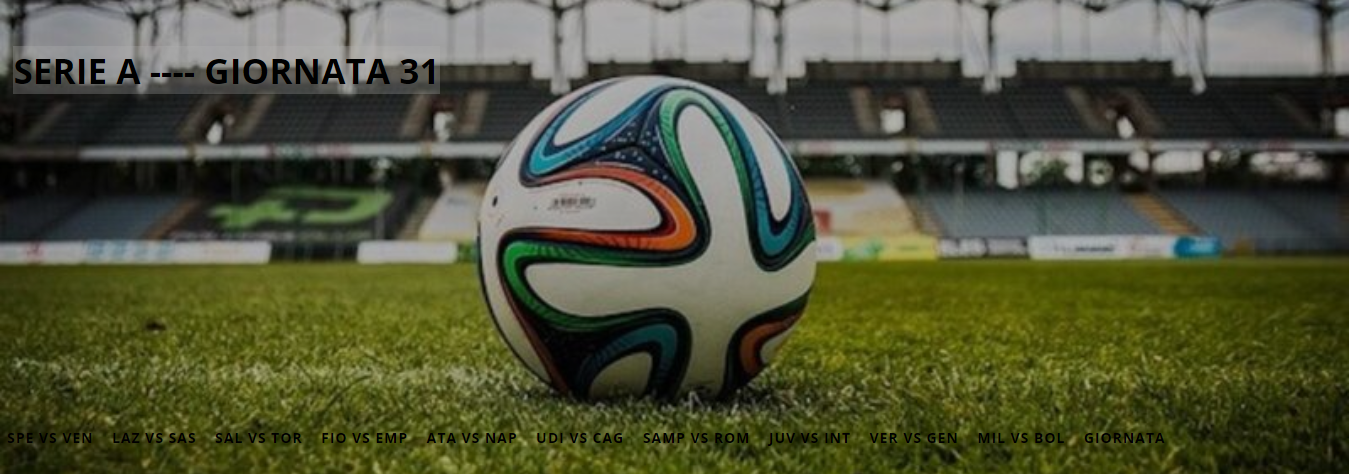 SERIE A ---- GIORNATA 31
SPE VS VEN LAZ VS SAS SAL VS TOR FIO VS EMP ATA VS NAP UDI VS CAG SAMP VS ROM JUV VS INT VER VS GEN MIL VS BOL GIORNATA